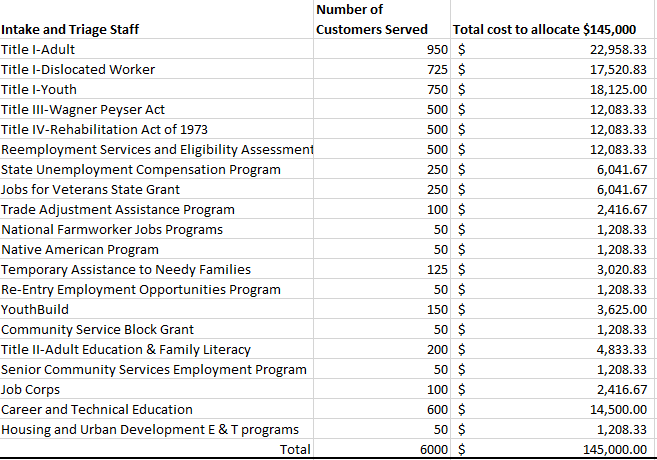 Number of
Intake and Triage Staff Customers Served Total cost to allocate $145,000
Title I-Adult 950 $ 22,958.33
Title I-Dislocated Worker 725 $ 17,520.83
Title I-Youth 750 $ 18,125.00
Title III-Wagner Peyser Act 500 $ 12,083.33
Title IV-Rehabilitation Act of 1973 500 $ 12,083.33
Reemployment Services and Eligibility Assessment 500 $ 12,083.33
State Unemployment Compensation Program 250 $ 6,041.67
Jobs for Veterans State Grant 250 $ 6,041.67
Trade Adjustment Assistance Program 100 $ 2,416.67
National Farmworker Jobs Programs 50 $ 1,208.33
Native American Program 50 $ 1,208.33
Temporary Assistance to Needy Families 125 $ 3,020.83
Re-Entry Employment Opportunities Program 50 $ 1,208.33
YouthBuild 150 $ 3,625.00
Community Service Block Grant 50 $ 1,208.33
Title II-Adult Education & Family Literacy 200 $ 4,833.33
Senior Community Services Employment Program 50 $ 1,208.33
Job Corps 100 $ 2,416.67
Career and Technical Education 600 $ 14,500.00
Housing and Urban Development E & T programs 50 $ 1,208.33
Total 6000 $ 145,000.00